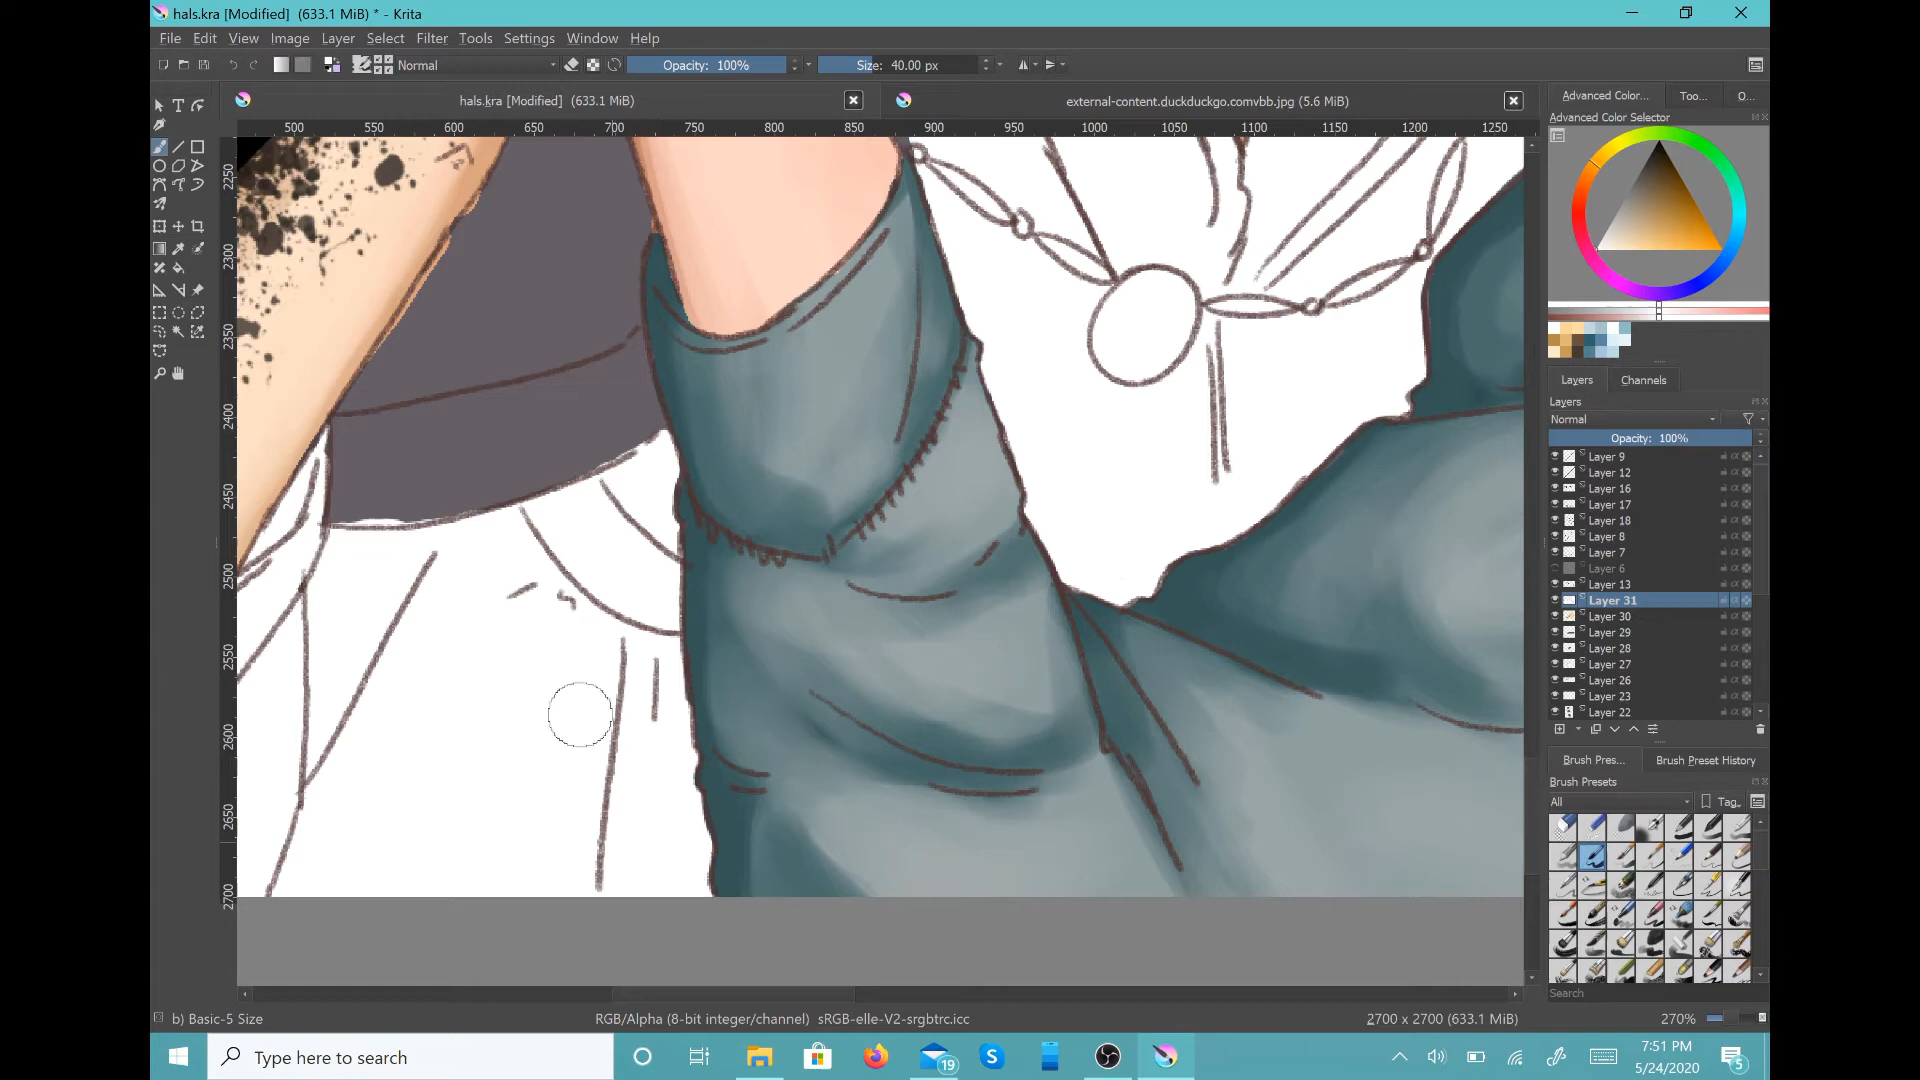 hals.kra [Modified]  (633.1 MiB) * - Krita
File Edit View Image Layer Select Filter Tools Settings Window Help
Normal Opacity: 100% Size: 40.00 px
hals.kra [Modified]  (633.1 MiB) external-content.duckduckgo.comvbb.jpg (5.6 MiB) Advanced Color... Too... O...
Advanced Color Selector
500 550 600 650 700 750 800 850 900 950 1000 1050 1100 1150 1200 1250
2250
2300
2350
2400
2450
2500
2550
2600
2650
2700
Layers Channels
Layers
Normal
Opacity: 100%
Layer 9
Layer 12
Layer 16
Layer 17
Layer 18
Layer 8
Layer 7
Layer 6
Layer 13
Layer 31
Layer 30
Layer 29
Layer 28
Layer 27
Layer 26
Layer 23
Layer 22
Brush Pres... Brush Preset History
Brush Presets
All Tag
Search
b) Basic-5 Size RGB/Alpha (8-bit integer/channel)  sRGB-elle-V2-srgbtrc.icc 2700 x 2700 (633.1 MiB) 270%
Type here to search 19 7:51 PM
5/24/2020 5